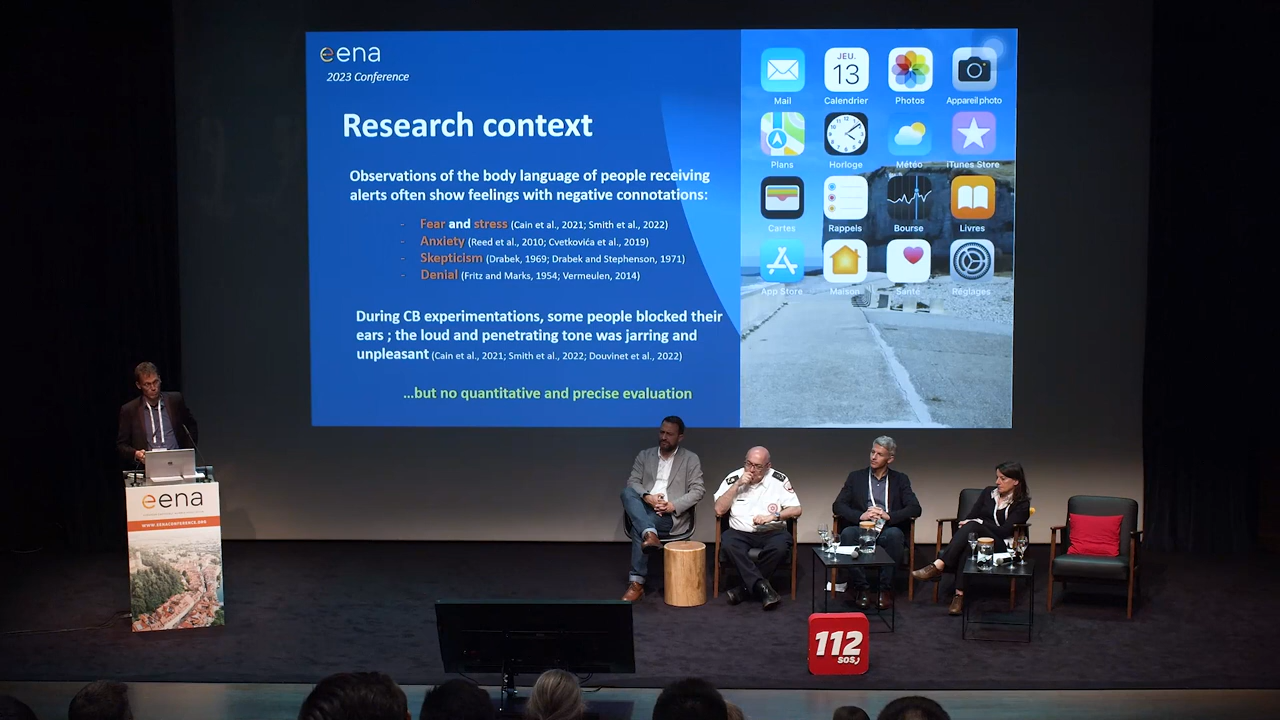 eena
2023 Conference
Research context
Observations of the body language of people receiving
alerts often show feelings with negative connotations:
- Fear and stress (Cain et al., 2021; Smith et al., 2022)
- Anxiety (Reed et al., 2010; Cvetkovića et al., 2019)
- Skepticism (Drabek, 1969; Drabek and Stephenson, 1971)
- Denial (Fritz and Marks, 1954; Vermeulen, 2014)
During CB experimentations, some people blocked their
ears ; the loud and penetrating tone was jarring and
unpleasant (Cain et al., 2021; Smith et al., 2022; Douvinet et al., 2022)
...but no quantitative and precise evaluation
JEU.
13
Mail Calendrier Photos Appareil photo
Plans Horloge Météo iTunes Store
Cartes Rappels Bourse Livres
App Store Maison Santé Réglages
eena
WWW.EENACONFERENCE.ORG
112
SOS